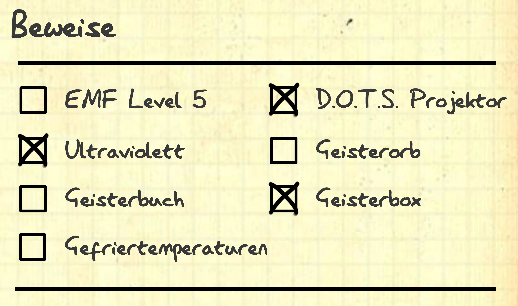 Beweise
EMF Level 5
D.O.T.S. Projektor
Ultraviolett
Geisterorb
Geisterbuch
Geisterbox
Gefriertemperaturen